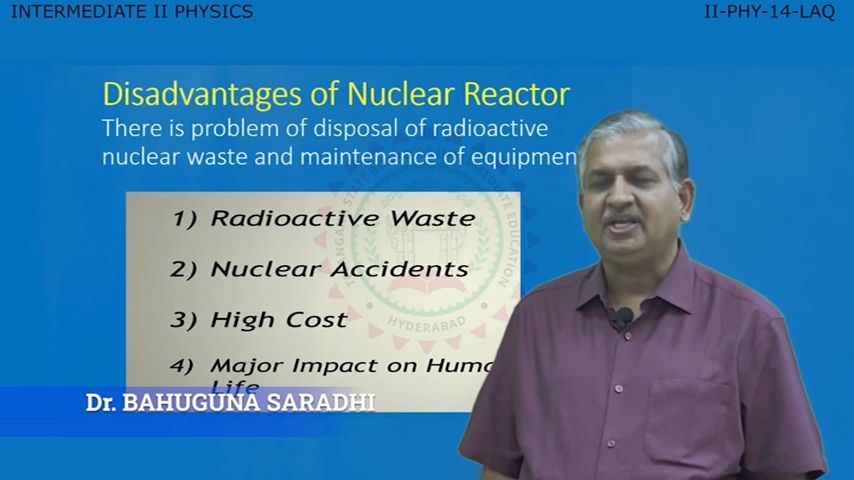 INTERMEDIATE II PHYSICS
II-PHY-14-LAQ
Disadvantages of Nuclear Reactor
There is problem of disposal of radioactive
nuclear waste and maintenance of equipmen
1) Radioactive Waste
2) Nuclear Accidents
3) High Cost
4) Major Impact on Huma
Life
Dr. BAHUGUNA SARADHI
HYDERABAD